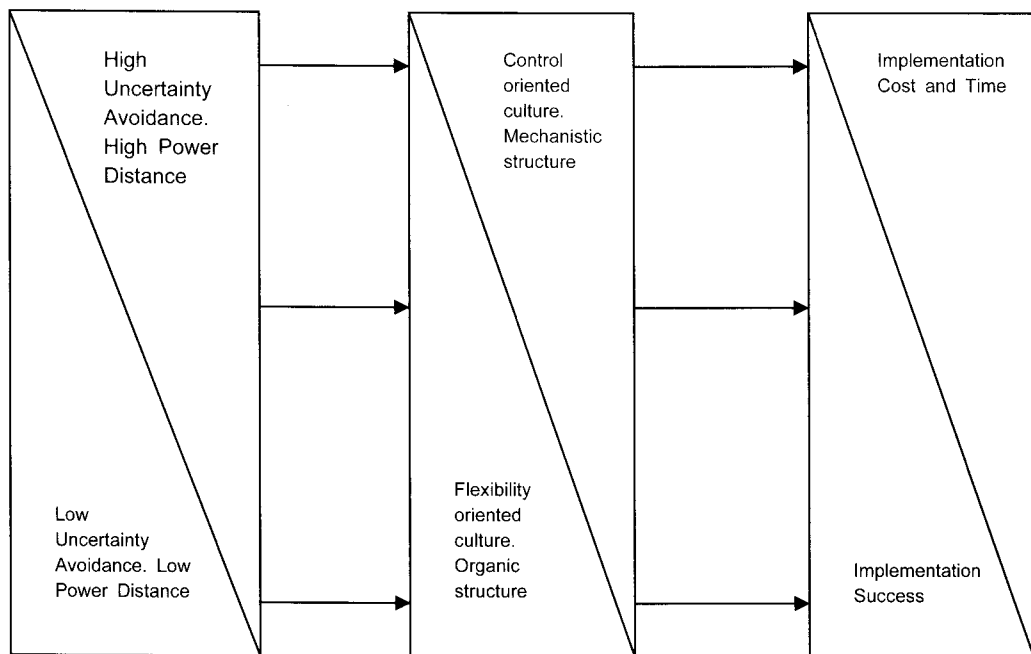 High
Uncertainty
Avoidance.
High Power
Distance
Control
oriented
culture.
Mechanistic
structure
Implementation
Cost and Time
Low
Uncertainty
Avoidance. Low
Power Distance
Flexibility
oriented
culture.
Organic
structure
Implementation
Success